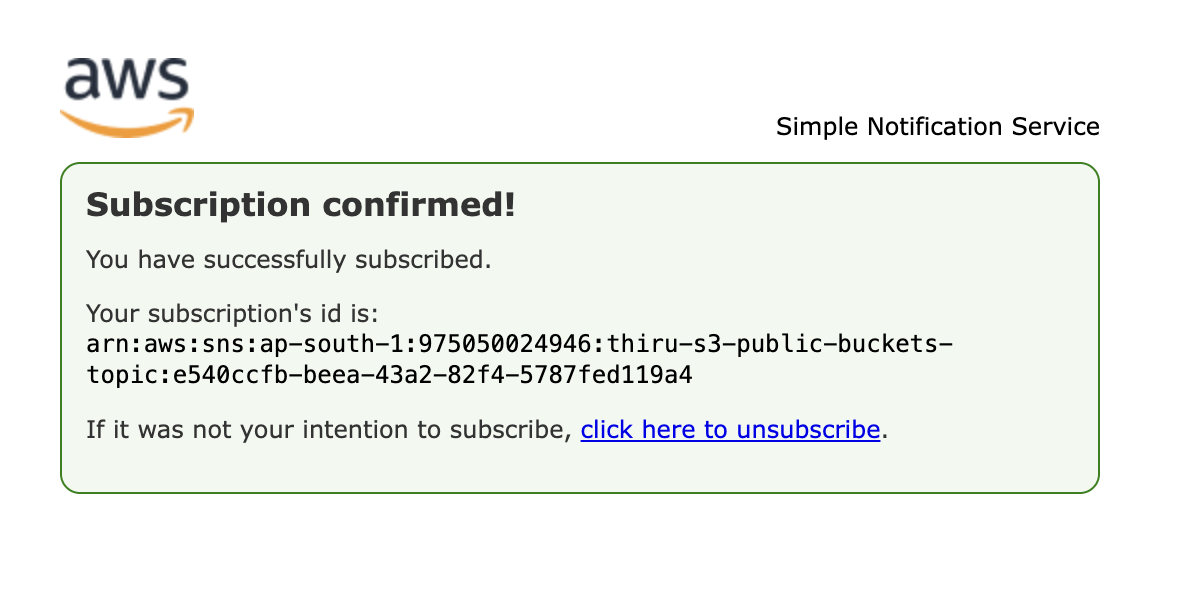 aws
Simple Notification Service
Subscription confirmed!
You have successfully subscribed.
Your subscription's id is:
arn:aws:sns:ap-south-1:975050024946:thiru-s3-public-buckets-
topic:e540ccfb-beea-43a2-82f4-5787fed119a4
If it was not your intention to subscribe, click here to unsubscribe.